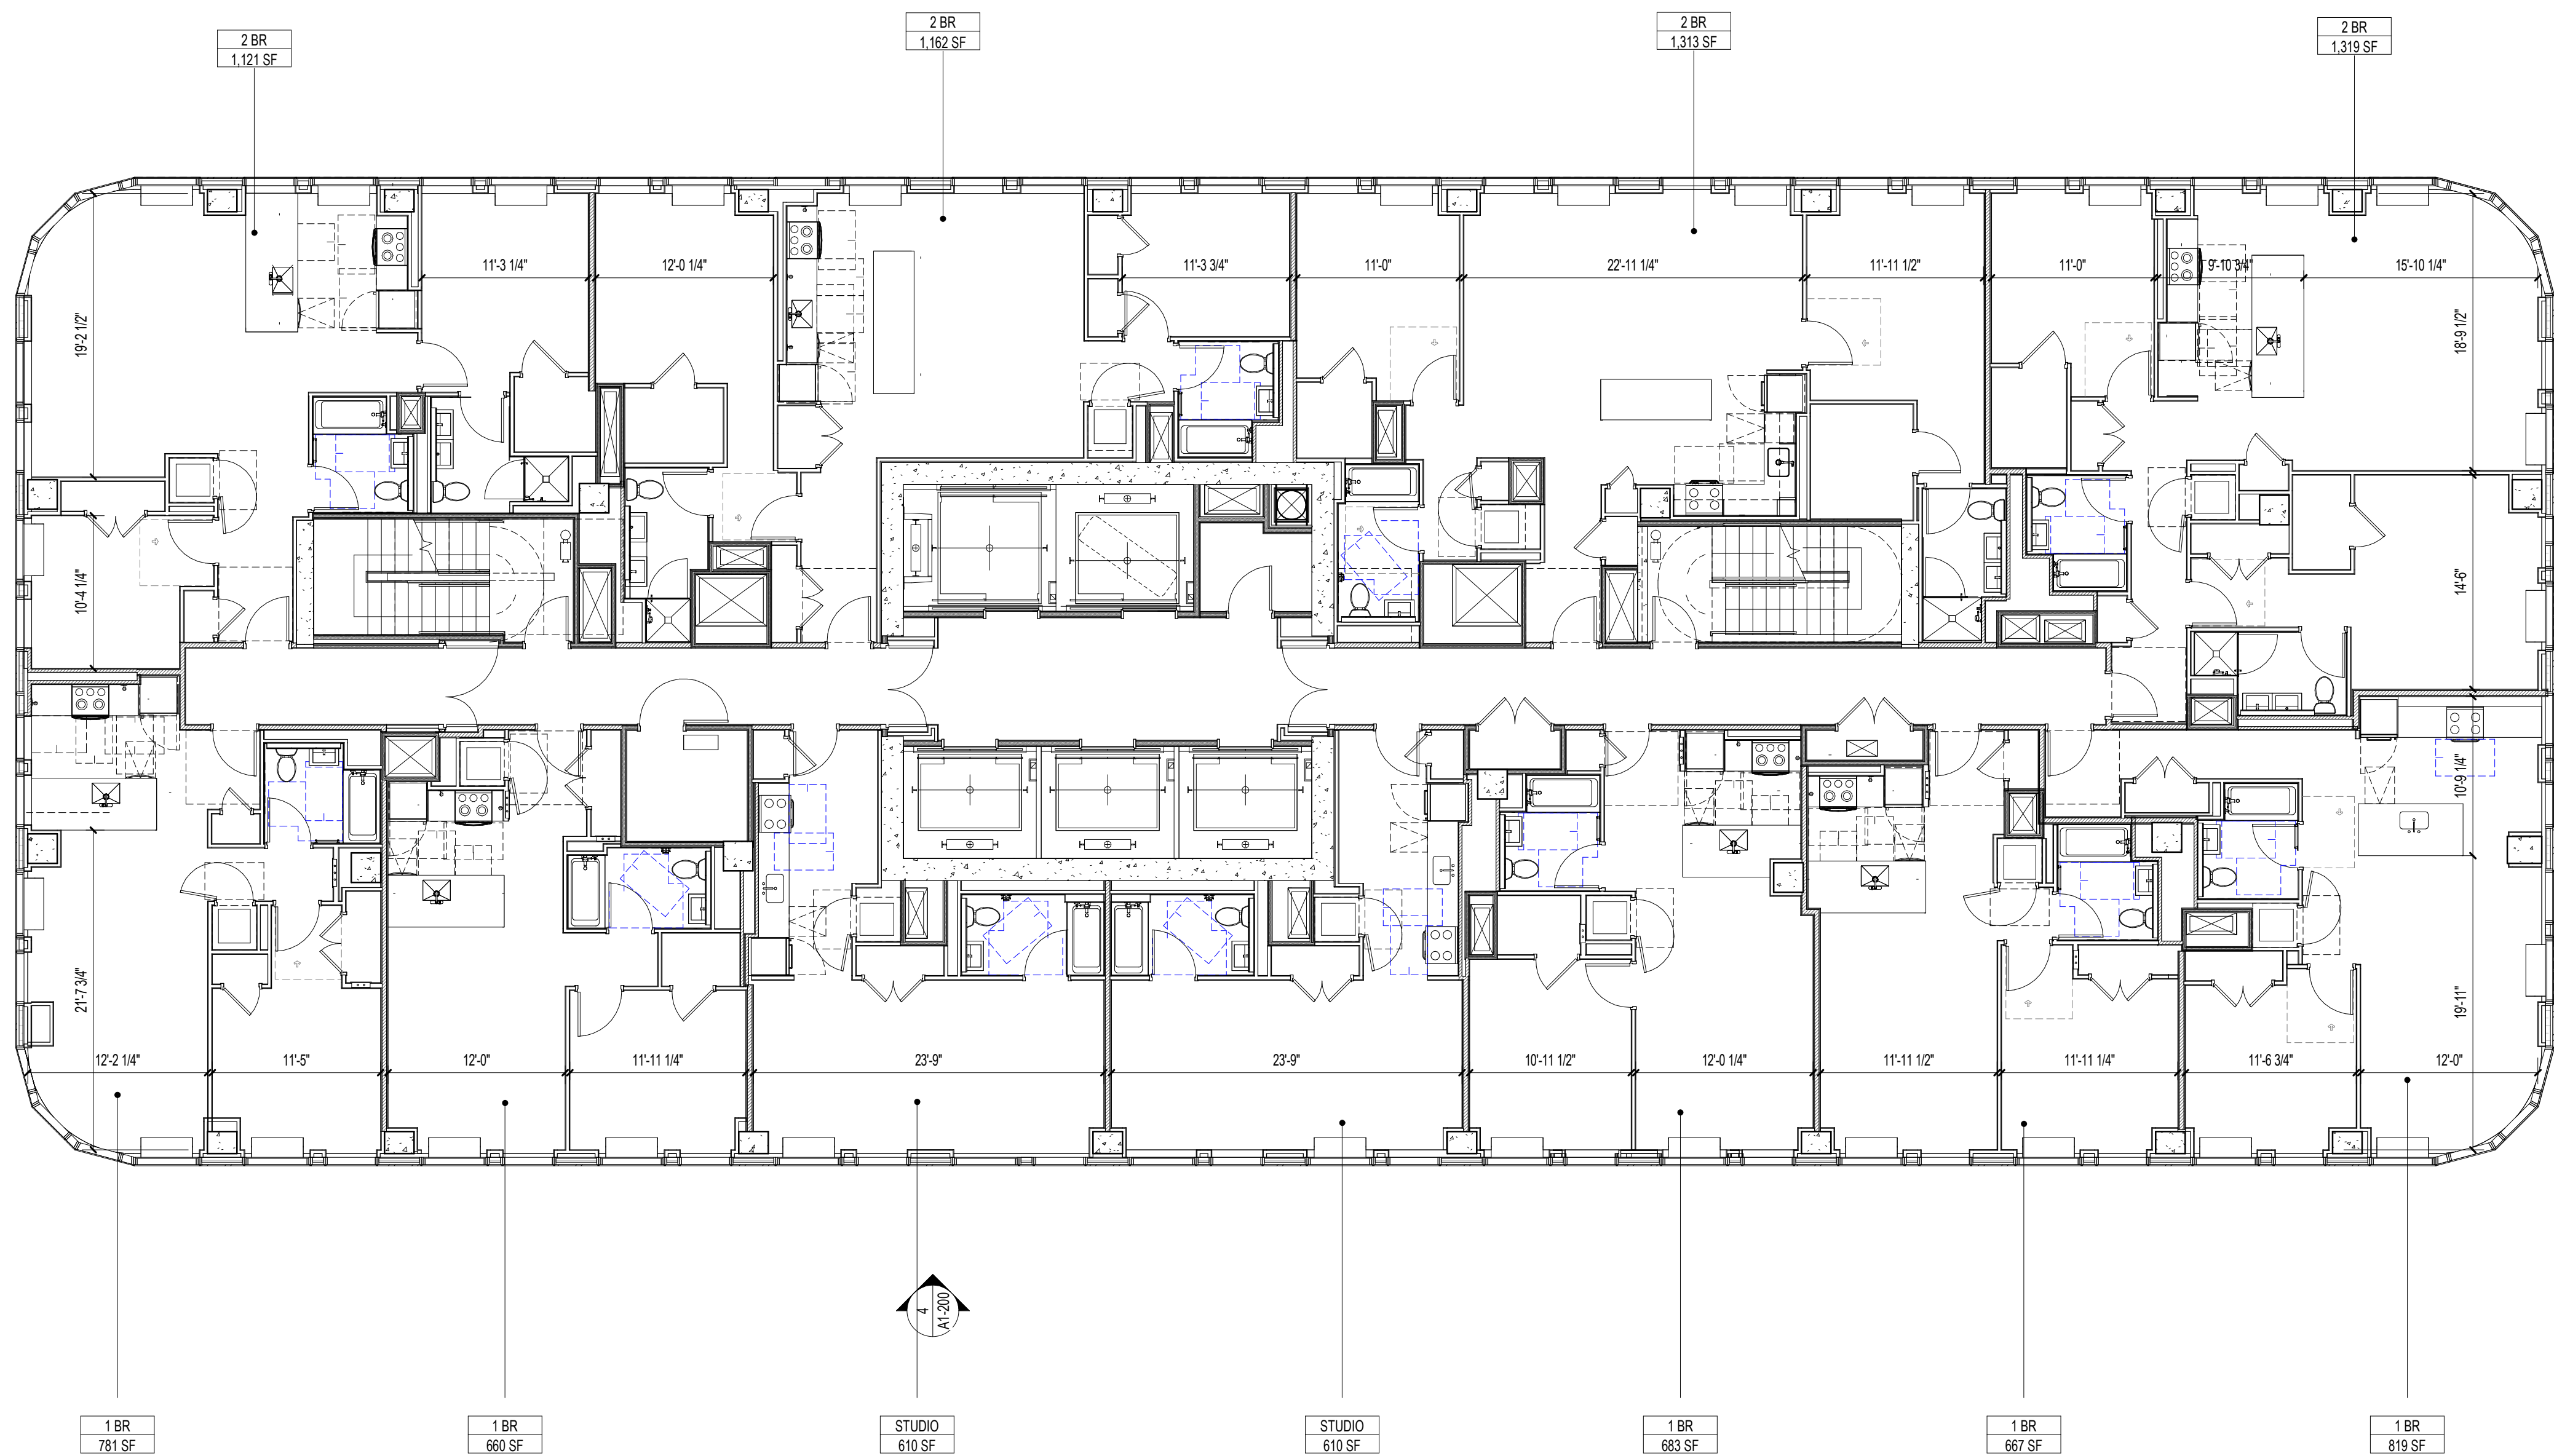 2 BR
1,121 SF
2 BR
1,162 SF
2 BR
1,313 SF
2 BR
1,319 SF
11'-3 1/4"
12'-0 1/4"
11'-3 3/4"
11'-0"
22'-11 1/4"
11'-11 1/2"
11'-0"
9'-10 3/4"
15'-10 1/4"
19'-2 1/2"
18'-9 1/2"
10'-4 1/4"
14'-6"
10'-9 1/4"
21'-7 3/4"
19'-11"
12'-2 1/4"
11'-5"
12'-0"
11'-11 1/4"
23'-9"
23'-9"
10'-11 1/2"
12'-0 1/4"
11'-11 1/2"
11'-11 1/4"
11'-6 3/4"
12'-0"
4
A1-200
1 BR
781 SF
1 BR
660 SF
STUDIO
610 SF
STUDIO
610 SF
1 BR
683 SF
1 BR
667 SF
1 BR
819 SF